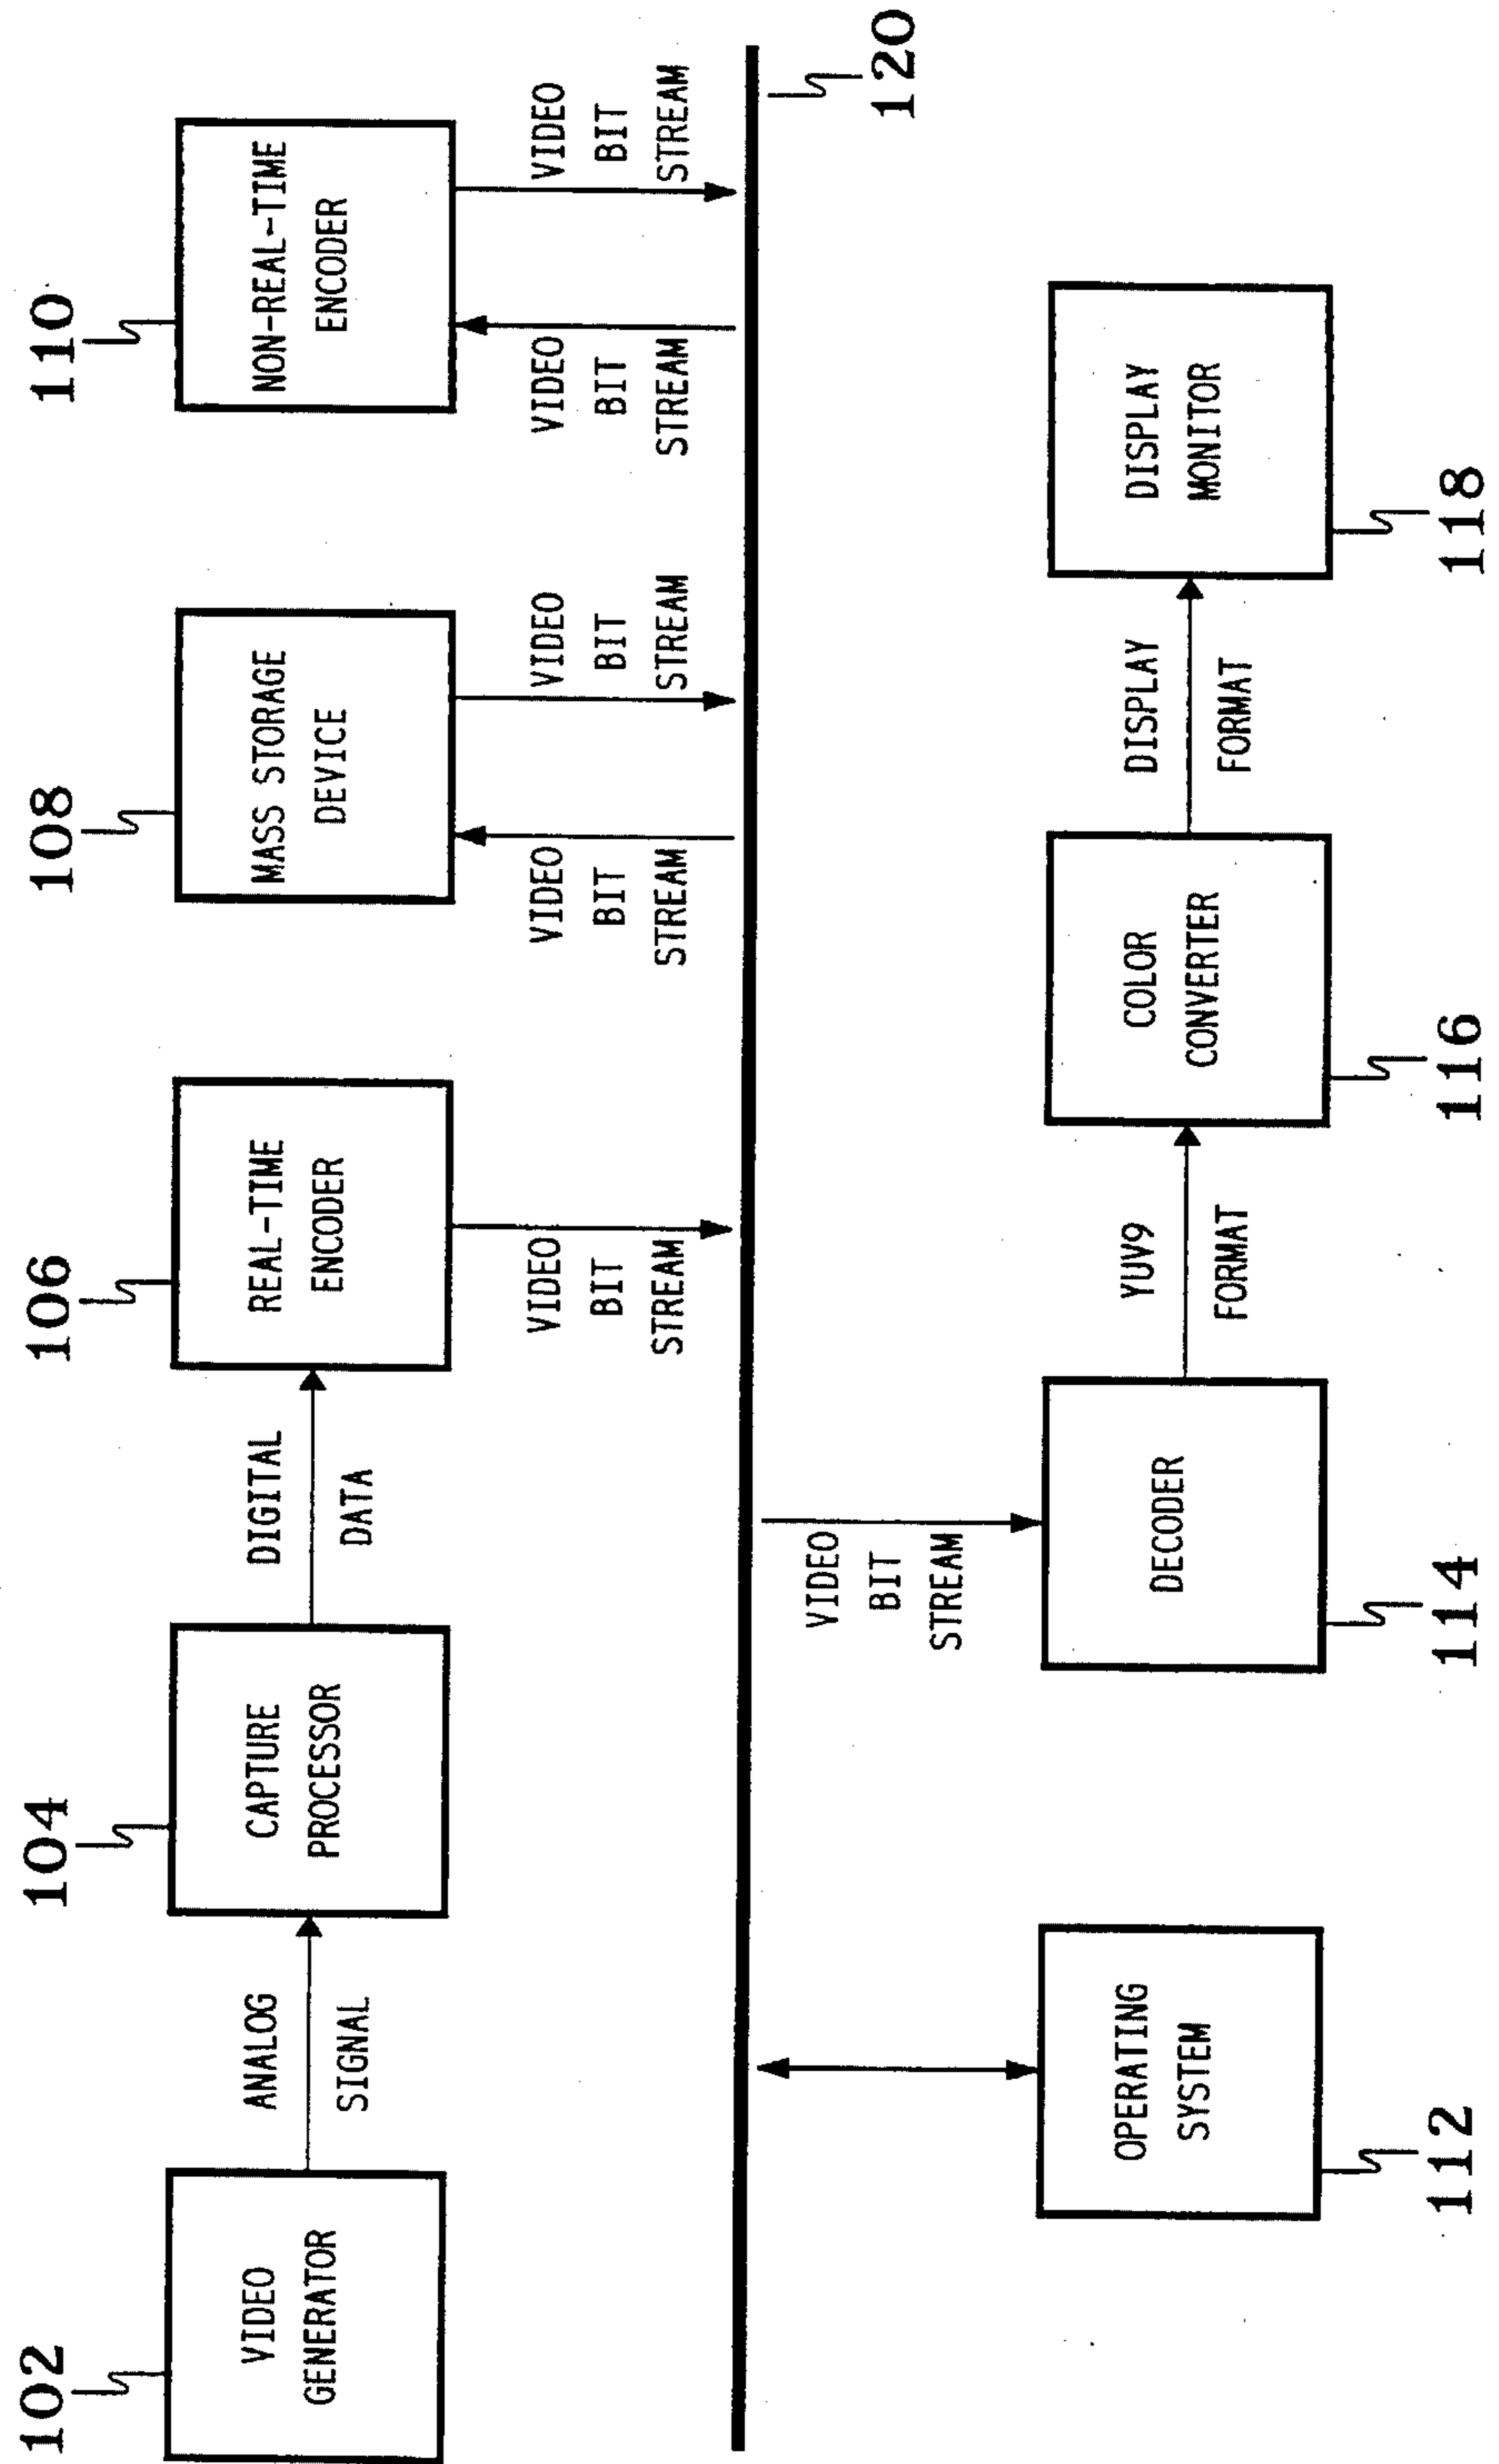 102
VIDEO
GENERATOR
ANALOG
SIGNAL
104
CAPTURE
PROCESSOR
DIGITAL
DATA
106
REAL-TIME
ENCODER
VIDEO
BIT
STREAM
108
MASS STORAGE
DEVICE
VIDEO
BIT
STREAM
VIDEO
BIT
STREAM
110
NON-REAL-TIME
ENCODER
VIDEO
BIT
STREAM
VIDEO
BIT
STREAM
120
OPERATING
SYSTEM
112
VIDEO
BIT
STREAM
DECODER
114
YUV9
FORMAT
COLOR
CONVERTER
116
DISPLAY
FORMAT
DISPLAY
MONITOR
118